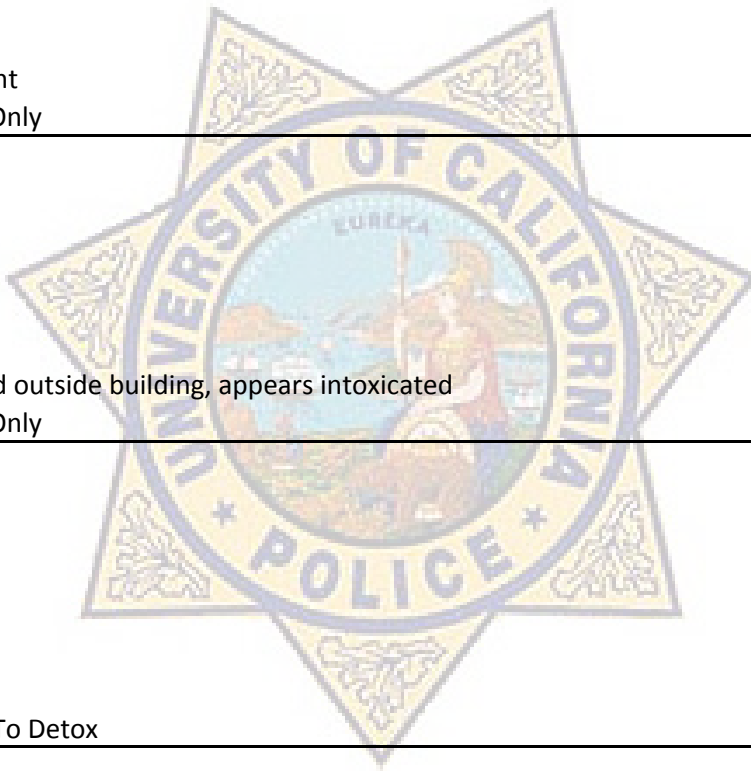 nt
Only
UNIVERSITY OF CALIFORNIA
EUREKA
d outside building, appears intoxicated
Only
POLICE
To Detox